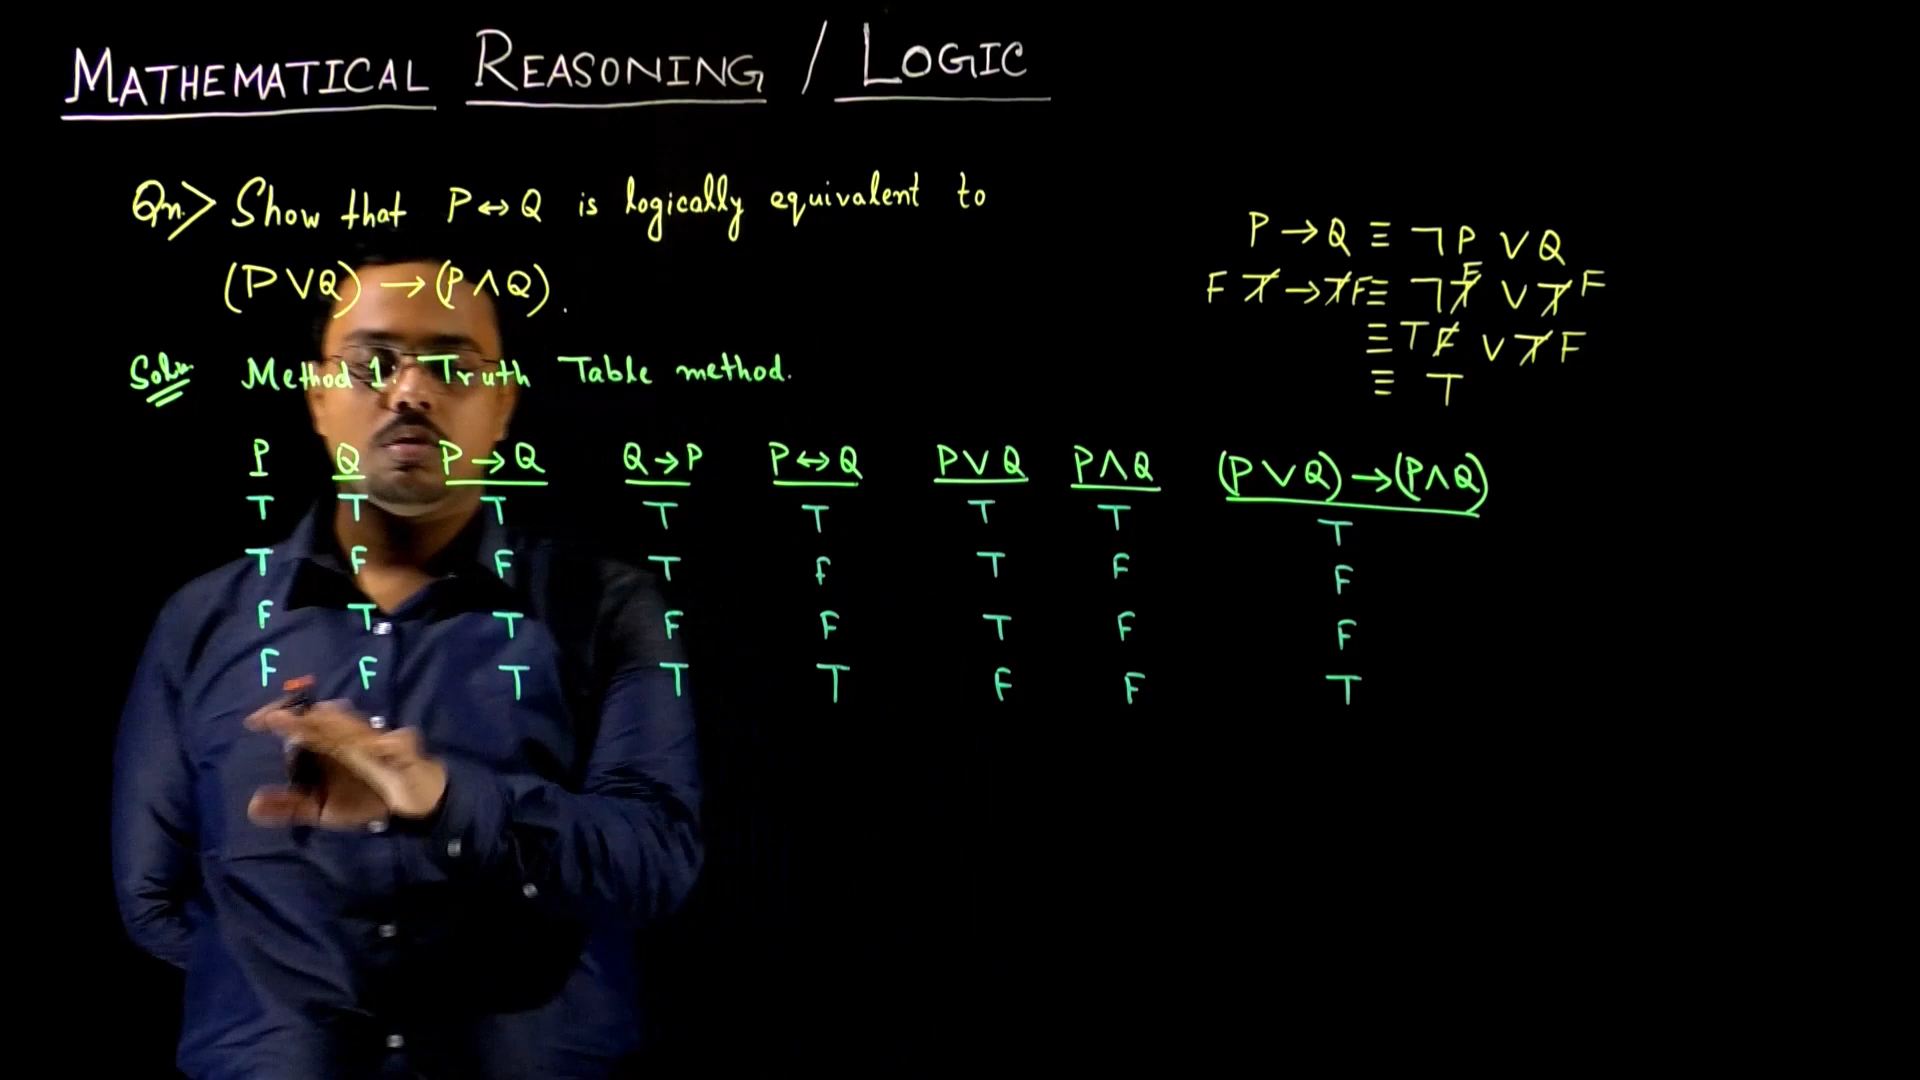 MATHEMATICAL REASONING / LOGIC
Qn.> Show that P↔Q is logically equivalent to
(P∨Q) → (P∧Q).
Soln. Method 1. Truth Table method.
P Q P→Q Q→P P↔Q P∨Q P∧Q (P∨Q)→(P∧Q)
T T T T T T T T
T F F T F T F F
F T T F F T F F
F F T T T F F T
P→Q ≡ ¬P ∨Q
F T → T F ≡ ¬T F ∨ T F
≡ T F ∨ T F
≡ T